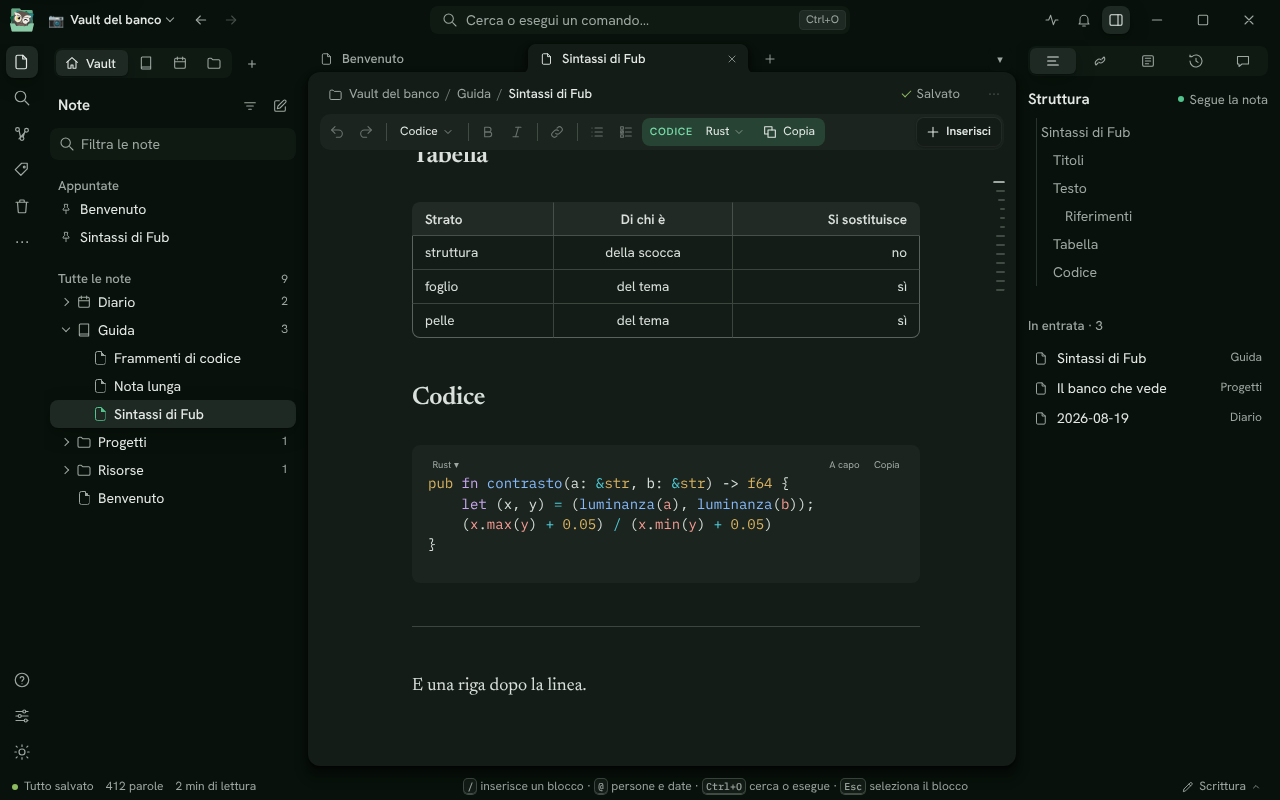 Vault del banco
Cerca o esegui un comando…
Ctrl+O
Vault
Benvenuto
Sintassi di Fub
Note
Filtra le note
Appuntate
Benvenuto
Sintassi di Fub
Tutte le note 9
Diario 2
Guida 3
Frammenti di codice
Nota lunga
Sintassi di Fub
Progetti 1
Risorse 1
Benvenuto
Vault del banco / Guida / Sintassi di Fub
Salvato
Codice
B I
CODICE Rust Copia
Inserisci
Tabella
Strato Di chi è Si sostituisce
struttura della scocca no
foglio del tema sì
pelle del tema sì
Codice
Rust ▾ A capo Copia
pub fn contrasto(a: &str, b: &str) -> f64 {
    let (x, y) = (luminanza(a), luminanza(b));
    (x.max(y) + 0.05) / (x.min(y) + 0.05)
}
E una riga dopo la linea.
Struttura
Segue la nota
Sintassi di Fub
Titoli
Testo
Riferimenti
Tabella
Codice
In entrata · 3
Sintassi di Fub Guida
Il banco che vede Progetti
2026-08-19 Diario
Tutto salvato 412 parole 2 min di lettura
/ inserisce un blocco · @ persone e date · Ctrl+O cerca o esegue · Esc seleziona il blocco
Scrittura